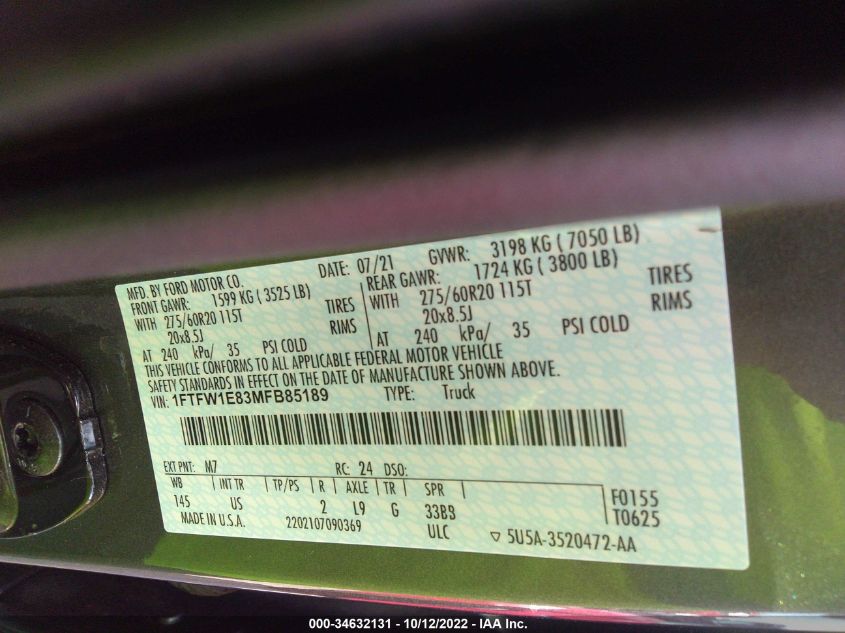 MFD. BY FORD MOTOR CO. DATE: 07/21 GVWR: 3198 KG ( 7050 LB)
FRONT GAWR: 1599 KG ( 3525 LB) REAR GAWR: 1724 KG ( 3800 LB)
WITH 275/60R20 115T TIRES WITH 275/60R20 115T TIRES
20x8.5J RIMS 20x8.5J RIMS
AT 240 kPa/ 35 PSI COLD AT 240 kPa/ 35 PSI COLD
THIS VEHICLE CONFORMS TO ALL APPLICABLE FEDERAL MOTOR VEHICLE
SAFETY STANDARDS IN EFFECT ON THE DATE OF MANUFACTURE SHOWN ABOVE.
VIN: 1FTFW1E83MFB85189 TYPE: Truck
EXT PNT: M7 RC: 24 DSO:
WB INT TR TP/PS R AXLE TR SPR F0155
145 US 2 L9 G 33BB T0625
MADE IN U.S.A. 2202107090369 ULC 5U5A-3520472-AA
000-34632131 - 10/12/2022 - IAA Inc.